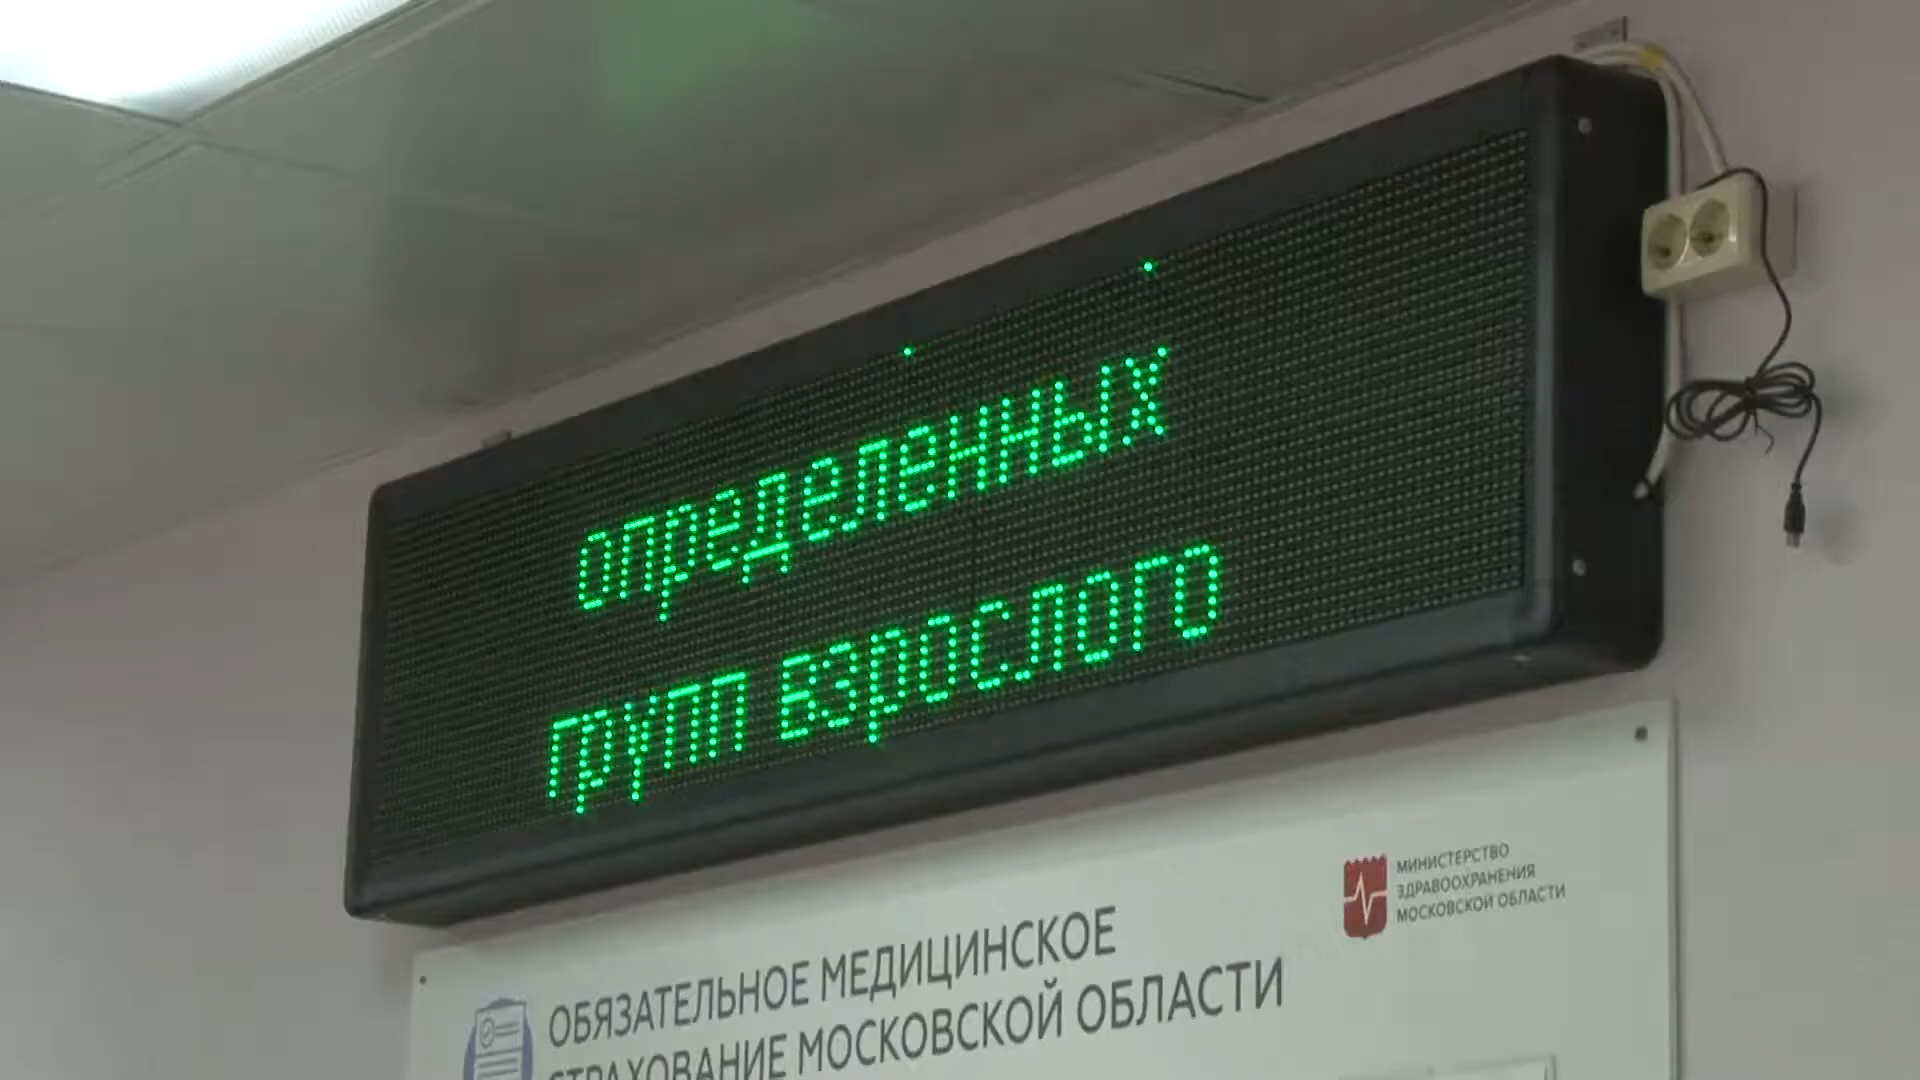 определенных
групп взрослого
МИНИСТЕРСТВО
ЗДРАВООХРАНЕНИЯ
МОСКОВСКОЙ ОБЛАСТИ
ОБЯЗАТЕЛЬНОЕ МЕДИЦИНСКОЕ
СТРАХОВАНИЕ МОСКОВСКОЙ ОБЛАСТИ